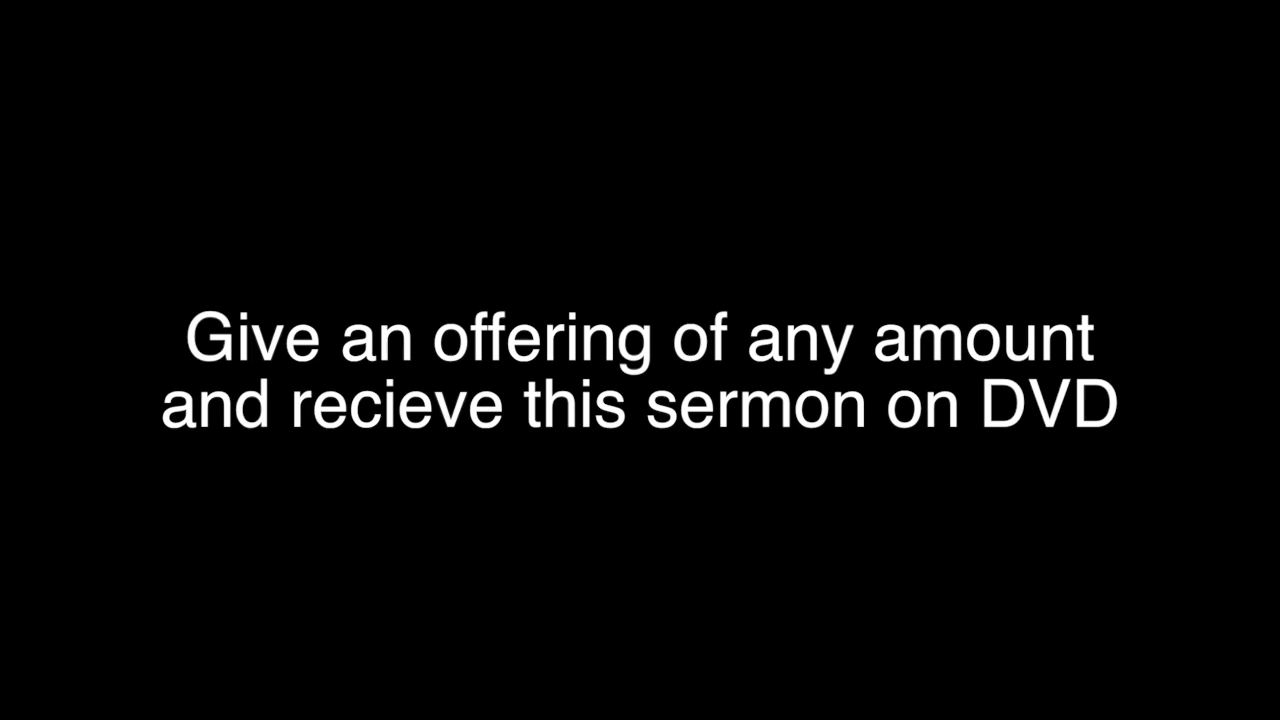 Give an offering of any amount
and recieve this sermon on DVD